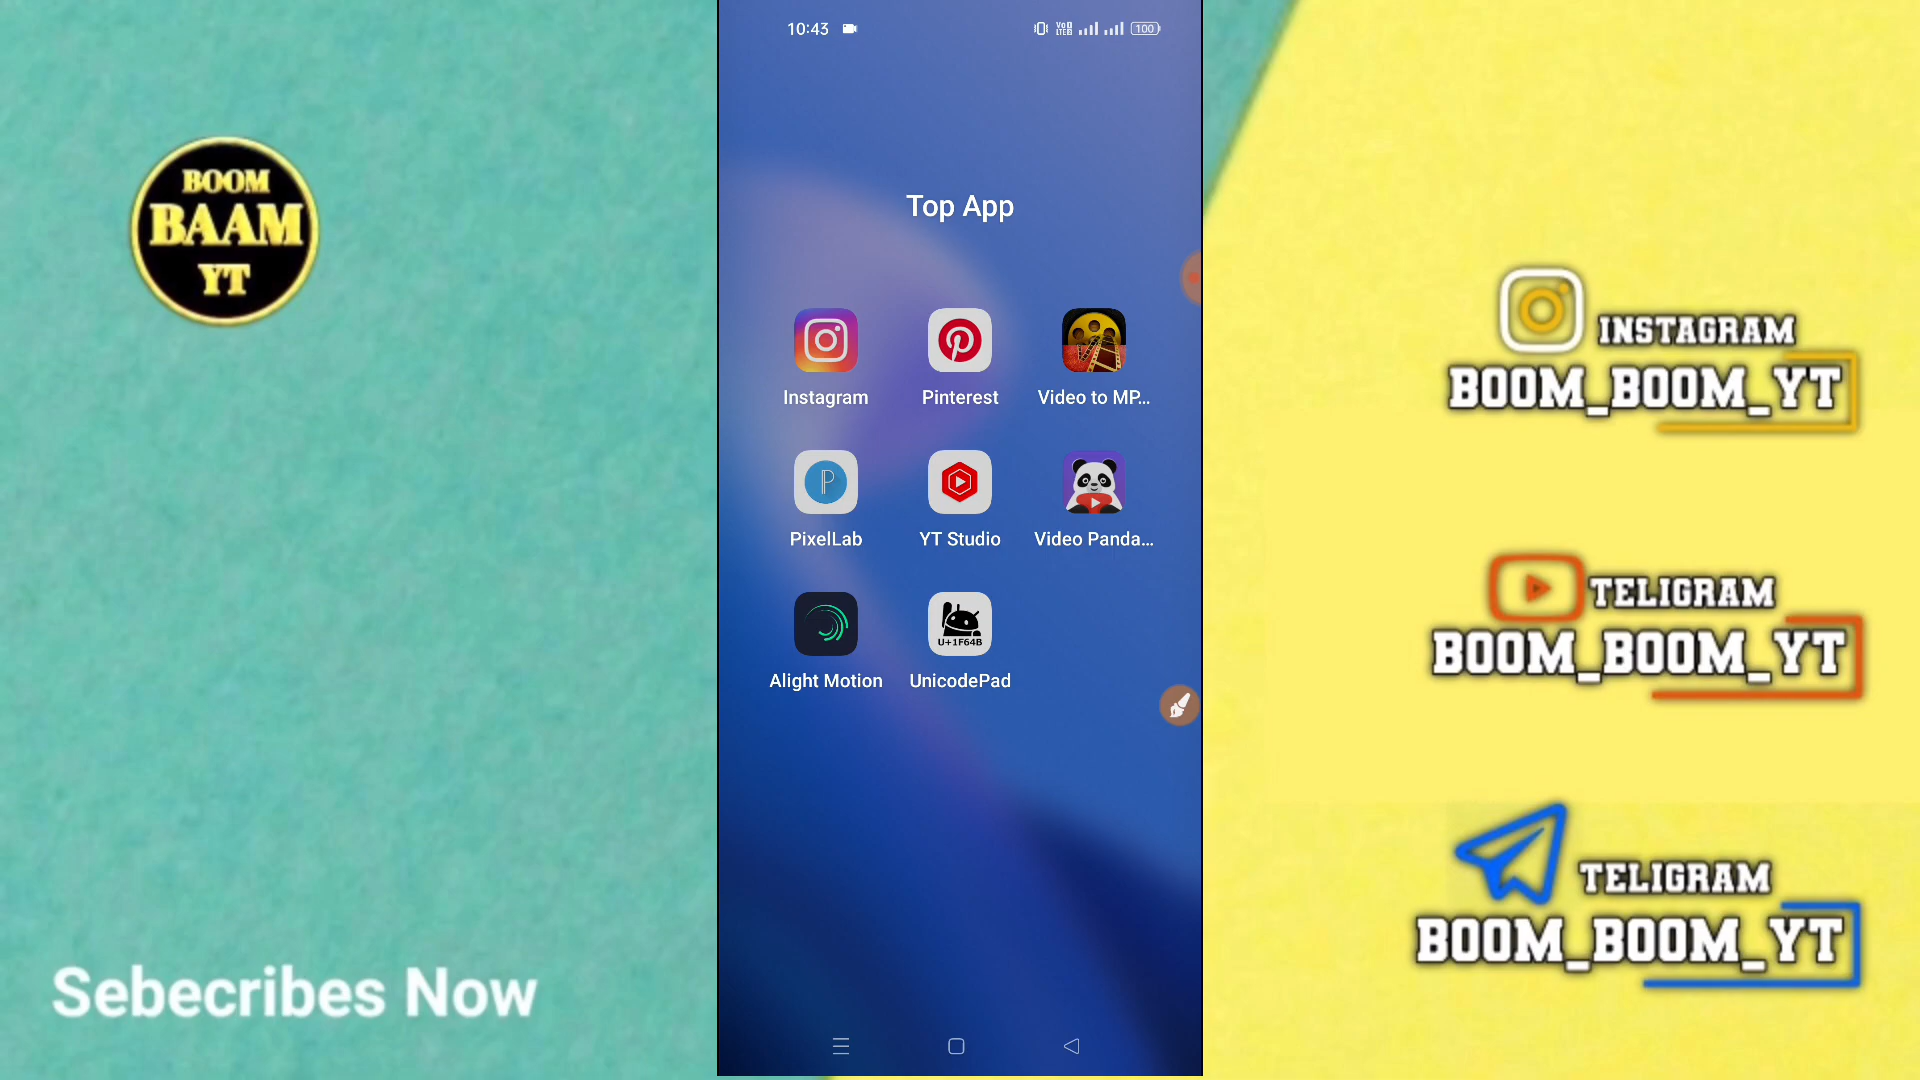 BOOM
BAAM
YT
Sebecribes Now
10:43
VoLTE
100
Top App
Instagram
Pinterest
Video to MP...
PixelLab
YT Studio
Video Panda...
U+1F64B
Alight Motion
UnicodePad
INSTAGRAM
BOOM_BOOM_YT
TELIGRAM
BOOM_BOOM_YT
TELIGRAM
BOOM_BOOM_YT